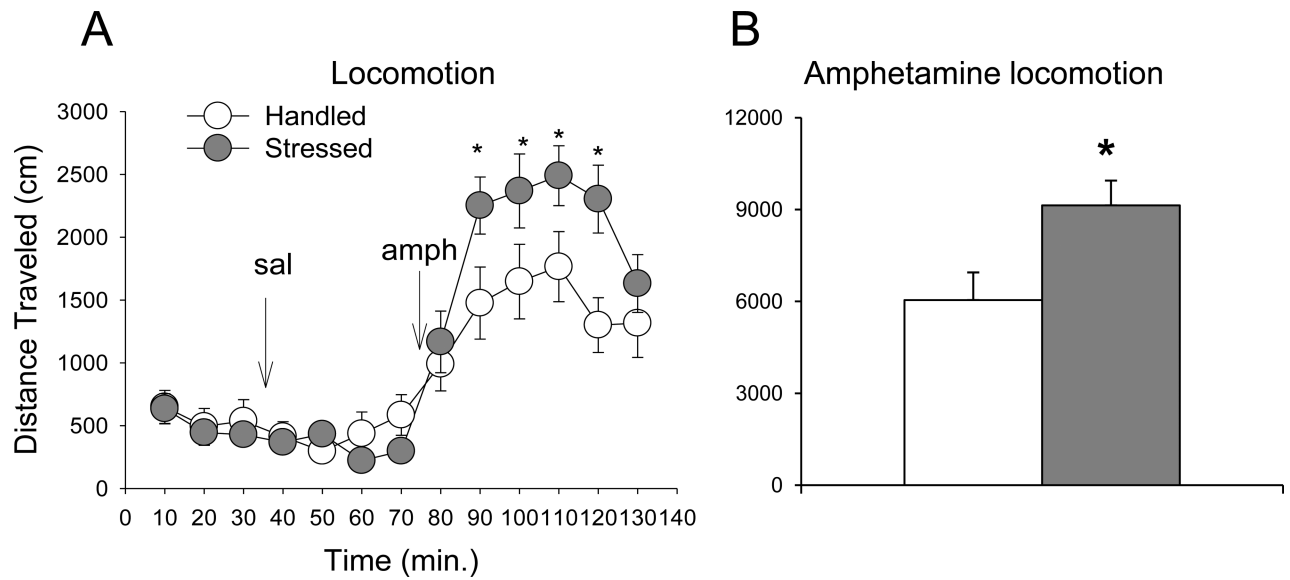 A
B
Locomotion
Amphetamine locomotion
Handled
Stressed
Distance Traveled (cm)
3000
2500
2000
1500
1000
500
0
* * * *
sal
amph
0 10 20 30 40 50 60 70 80 90 100 110 120 130 140
Time (min.)
12000
9000
6000
3000
0
*